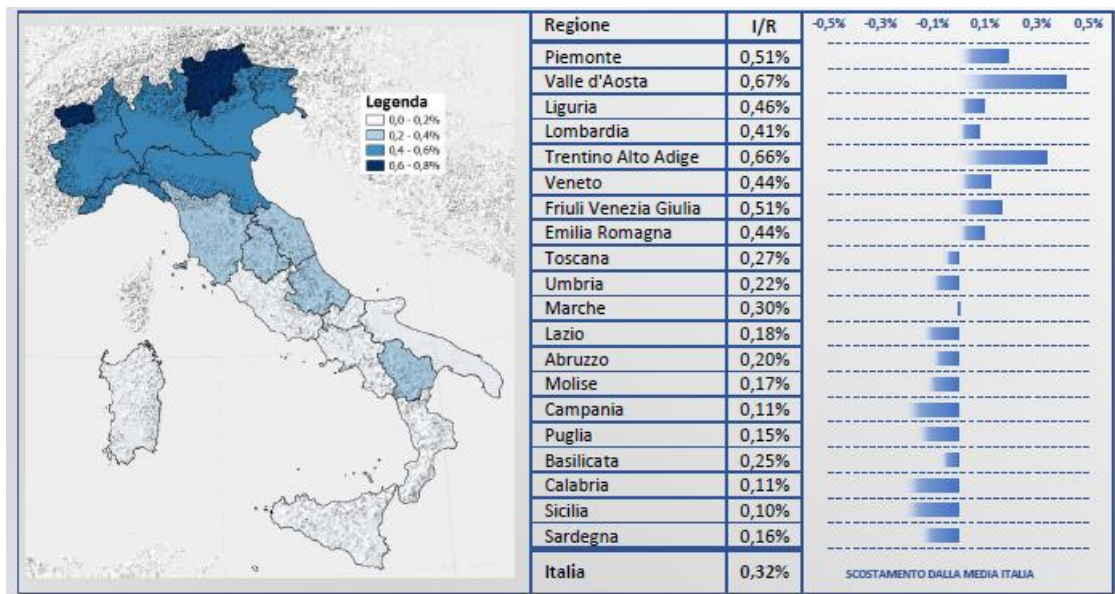 Legenda
0,0 - 0,2%
0,2 - 0,4%
0,4 - 0,6%
0,6 - 0,8%
Regione I/R -0,5% -0,3% -0,1% 0,1% 0,3% 0,5%
Piemonte 0,51%
Valle d'Aosta 0,67%
Liguria 0,46%
Lombardia 0,41%
Trentino Alto Adige 0,66%
Veneto 0,44%
Friuli Venezia Giulia 0,51%
Emilia Romagna 0,44%
Toscana 0,27%
Umbria 0,22%
Marche 0,30%
Lazio 0,18%
Abruzzo 0,20%
Molise 0,17%
Campania 0,11%
Puglia 0,15%
Basilicata 0,25%
Calabria 0,11%
Sicilia 0,10%
Sardegna 0,16%
Italia 0,32% SCOSTAMENTO DALLA MEDIA ITALIA